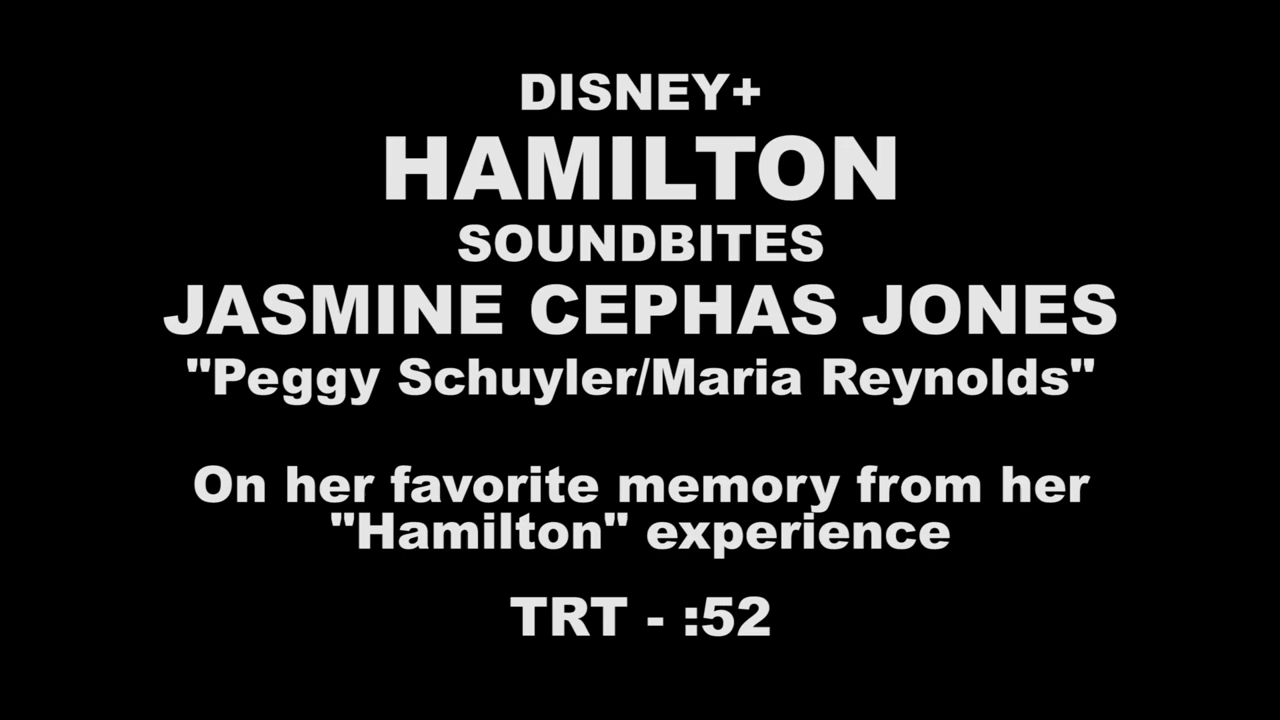 DISNEY+
HAMILTON
SOUNDBITES
JASMINE CEPHAS JONES
"Peggy Schuyler/Maria Reynolds"
On her favorite memory from her
"Hamilton" experience
TRT - :52